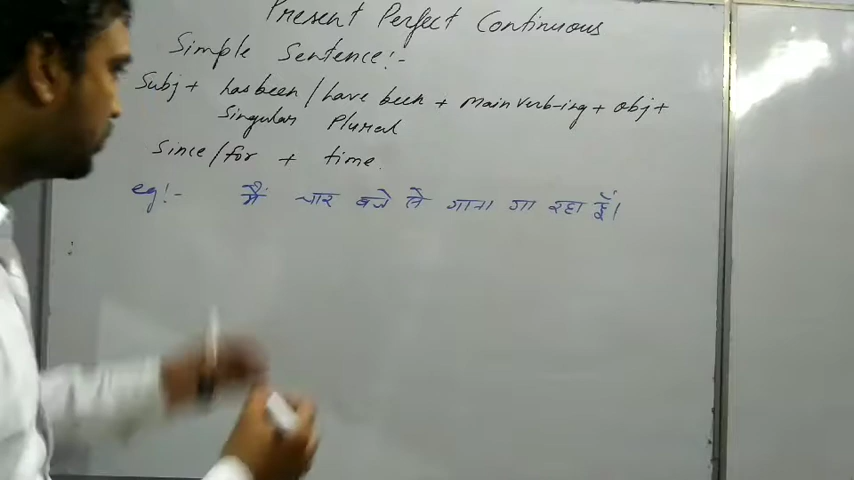 Present Perfect Continuous
Simple Sentence:-
Subj + has been / have been + main verb-ing + obj +
Singular Plural
Since / for + time.
eg:- मैं चार बजे से गाना गा रहा हूँ।